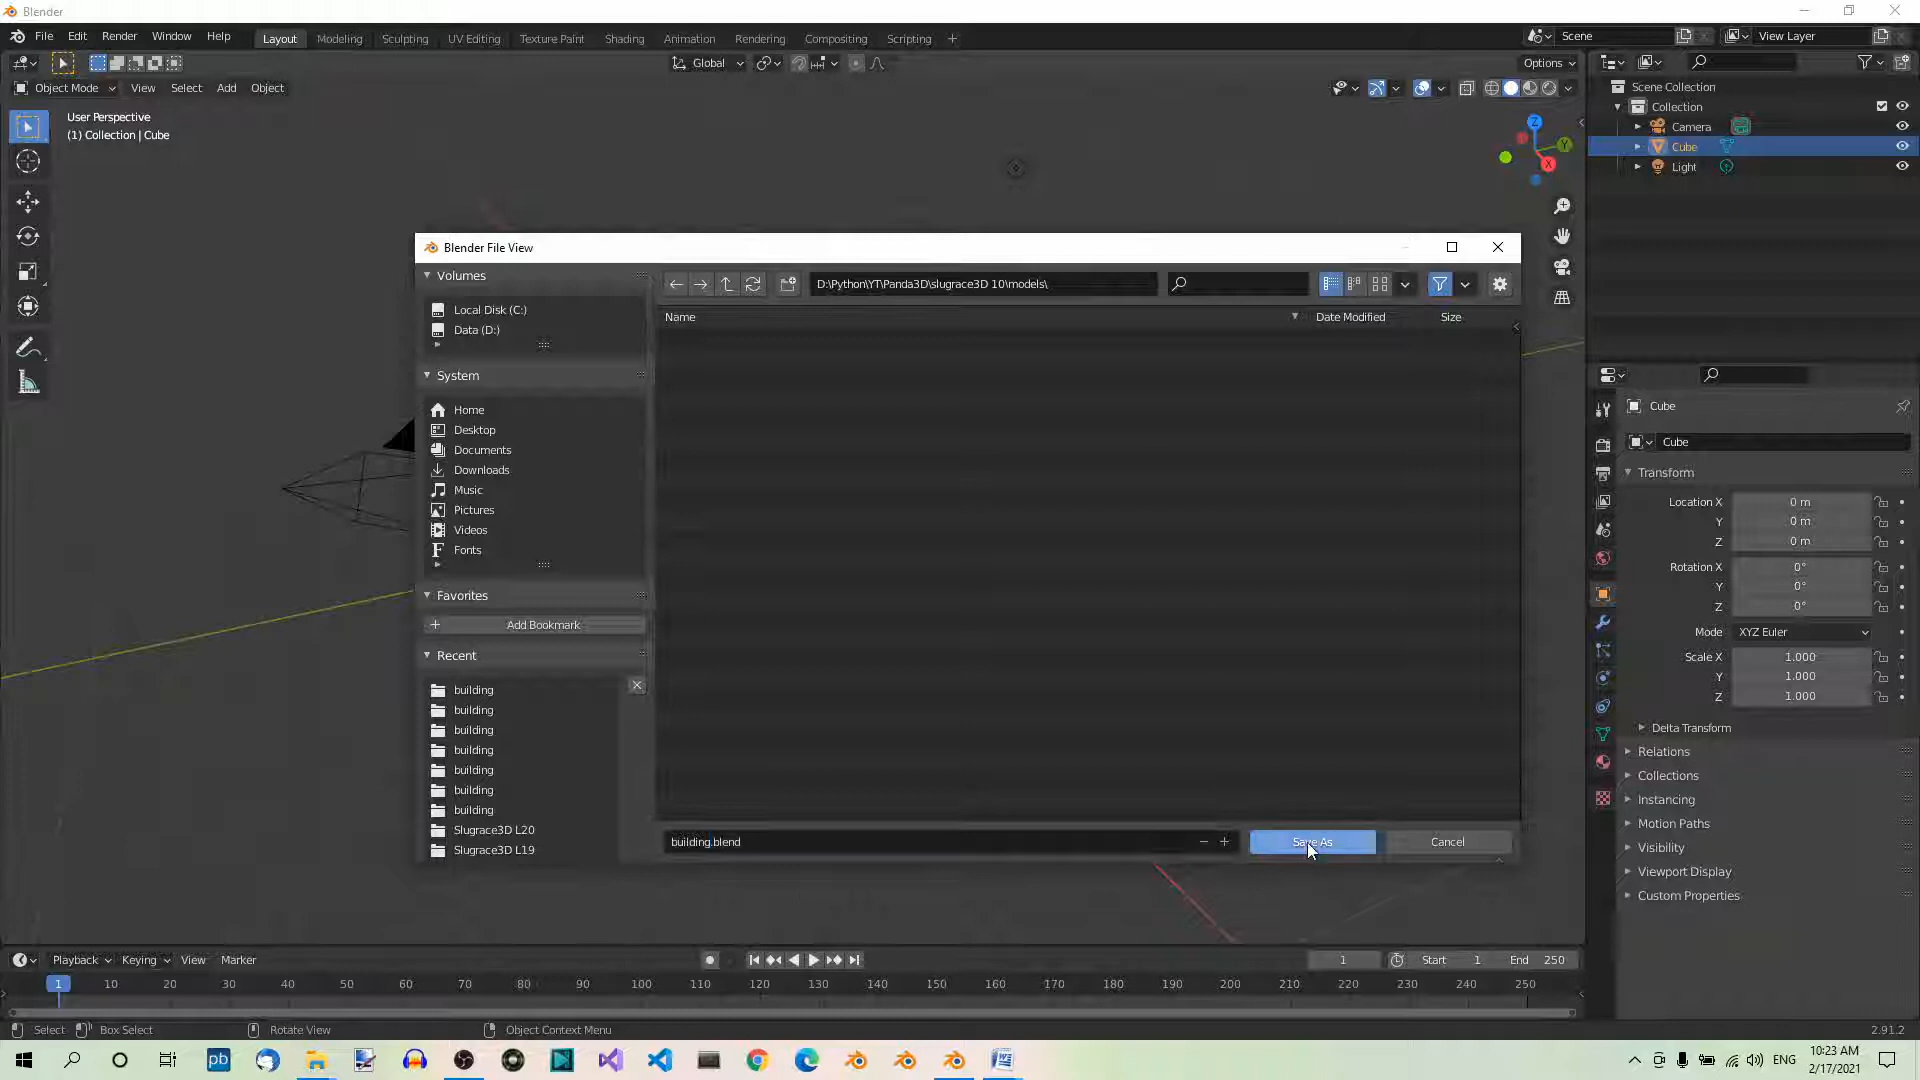 Blender
File Edit Render Window Help
Layout Modeling Sculpting UV Editing Texture Paint Shading Animation Rendering Compositing Scripting +
Scene
View Layer
Global
Options
Object Mode View Select Add Object
User Perspective
(1) Collection | Cube
Z
Y
X
Scene Collection
Collection
Camera
Cube
Light
Blender File View
Volumes
Local Disk (C:)
Data (D:)
System
Home
Desktop
Documents
Downloads
Music
Pictures
Videos
Fonts
Favorites
Add Bookmark
Recent
building
building
building
building
building
building
building
Slugrace3D L20
Slugrace3D L19
D:\Python\YT\Panda3D\slugrace3D 10\models\
Name Date Modified Size
building.blend
Save As
Cancel
Cube
Cube
Transform
Location X 0 m
Y 0 m
Z 0 m
Rotation X 0°
Y 0°
Z 0°
Mode XYZ Euler
Scale X 1.000
Y 1.000
Z 1.000
Delta Transform
Relations
Collections
Instancing
Motion Paths
Visibility
Viewport Display
Custom Properties
Playback Keying View Marker
1 Start 1 End 250
1 10 20 30 40 50 60 70 80 90 100 110 120 130 140 150 160 170 180 190 200 210 220 230 240 250
Select Box Select Rotate View Object Context Menu
2.91.2
pb
ENG
10:23 AM
2/17/2021